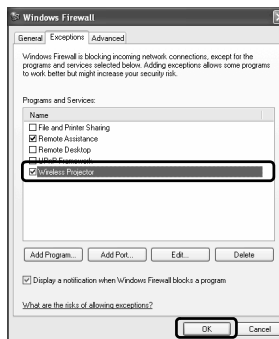 Windows Firewall
General Exceptions Advanced
Windows Firewall is blocking incoming network connections, except for the
programs and services selected below. Adding exceptions allows some programs
to work better but might increase your security risk.
Programs and Services:
Name
File and Printer Sharing
Remote Assistance
Remote Desktop
UPnP Framework
Wireless Projector
Add Program... Add Port... Edit... Delete
Display a notification when Windows Firewall blocks a program
What are the risks of allowing exceptions?
OK Cancel